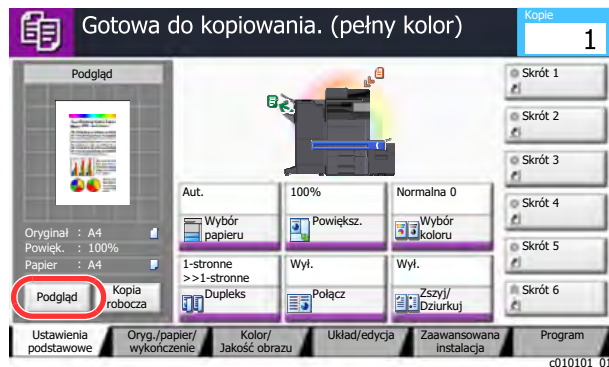 Gotowa do kopiowania. (pełny kolor)
Kopie
1
Podgląd
Oryginał : A4
Powięk. : 100%
Papier : A4
Podgląd
Kopia
robocza
Aut.
Wybór
papieru
100%
Powiększ.
Normalna 0
Wybór
koloru
1-stronne
>>1-stronne
Dupleks
Wył.
Połącz
Wył.
Zszyj/
Dziurkuj
Skrót 1
Skrót 2
Skrót 3
Skrót 4
Skrót 5
Skrót 6
Ustawienia
podstawowe
Oryg./papier/
wykończenie
Kolor/
Jakość obrazu
Układ/edycja
Zaawansowana
instalacja
Program
c010101_01